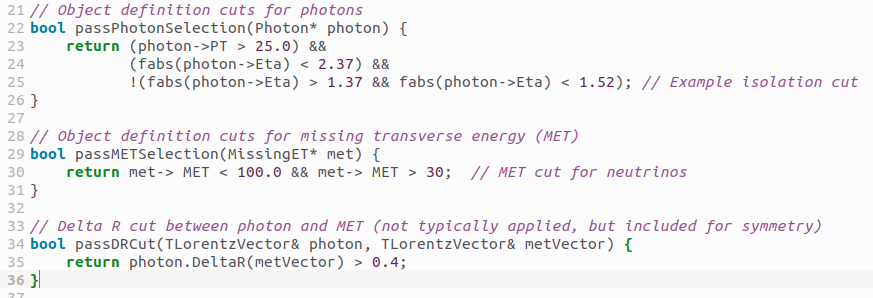 21 // Object definition cuts for photons
22 bool passPhotonSelection(Photon* photon) {
23     return (photon->PT > 25.0) &&
24            (fabs(photon->Eta) < 2.37) &&
25            !(fabs(photon->Eta) > 1.37 && fabs(photon->Eta) < 1.52); // Example isolation cut
26 }
27
28 // Object definition cuts for missing transverse energy (MET)
29 bool passMETSelection(MissingET* met) {
30     return met-> MET < 100.0 && met-> MET > 30;  // MET cut for neutrinos
31 }
32
33 // Delta R cut between photon and MET (not typically applied, but included for symmetry)
34 bool passDRCut(TLorentzVector& photon, TLorentzVector& metVector) {
35     return photon.DeltaR(metVector) > 0.4;
36 }
37